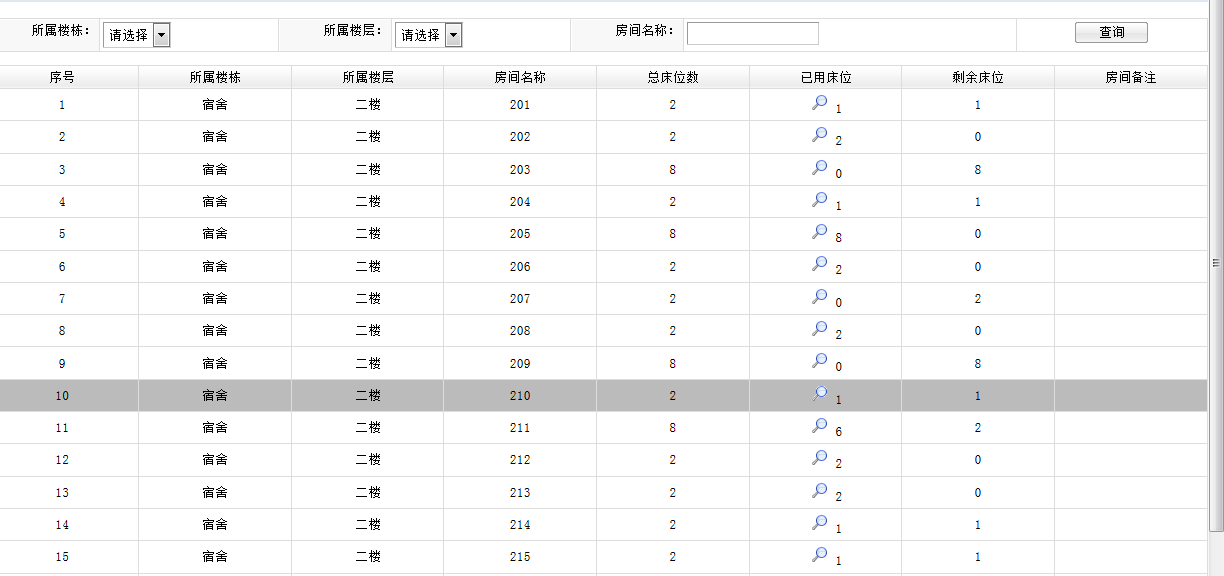 所属楼栋： 请选择 所属楼层： 请选择 房间名称： 查询
序号 所属楼栋 所属楼层 房间名称 总床位数 已用床位 剩余床位 房间备注
1 宿舍 二楼 201 2 1 1
2 宿舍 二楼 202 2 2 0
3 宿舍 二楼 203 8 0 8
4 宿舍 二楼 204 2 1 1
5 宿舍 二楼 205 8 8 0
6 宿舍 二楼 206 2 2 0
7 宿舍 二楼 207 2 0 2
8 宿舍 二楼 208 2 2 0
9 宿舍 二楼 209 8 0 8
10 宿舍 二楼 210 2 1 1
11 宿舍 二楼 211 8 6 2
12 宿舍 二楼 212 2 2 0
13 宿舍 二楼 213 2 2 0
14 宿舍 二楼 214 2 1 1
15 宿舍 二楼 215 2 1 1